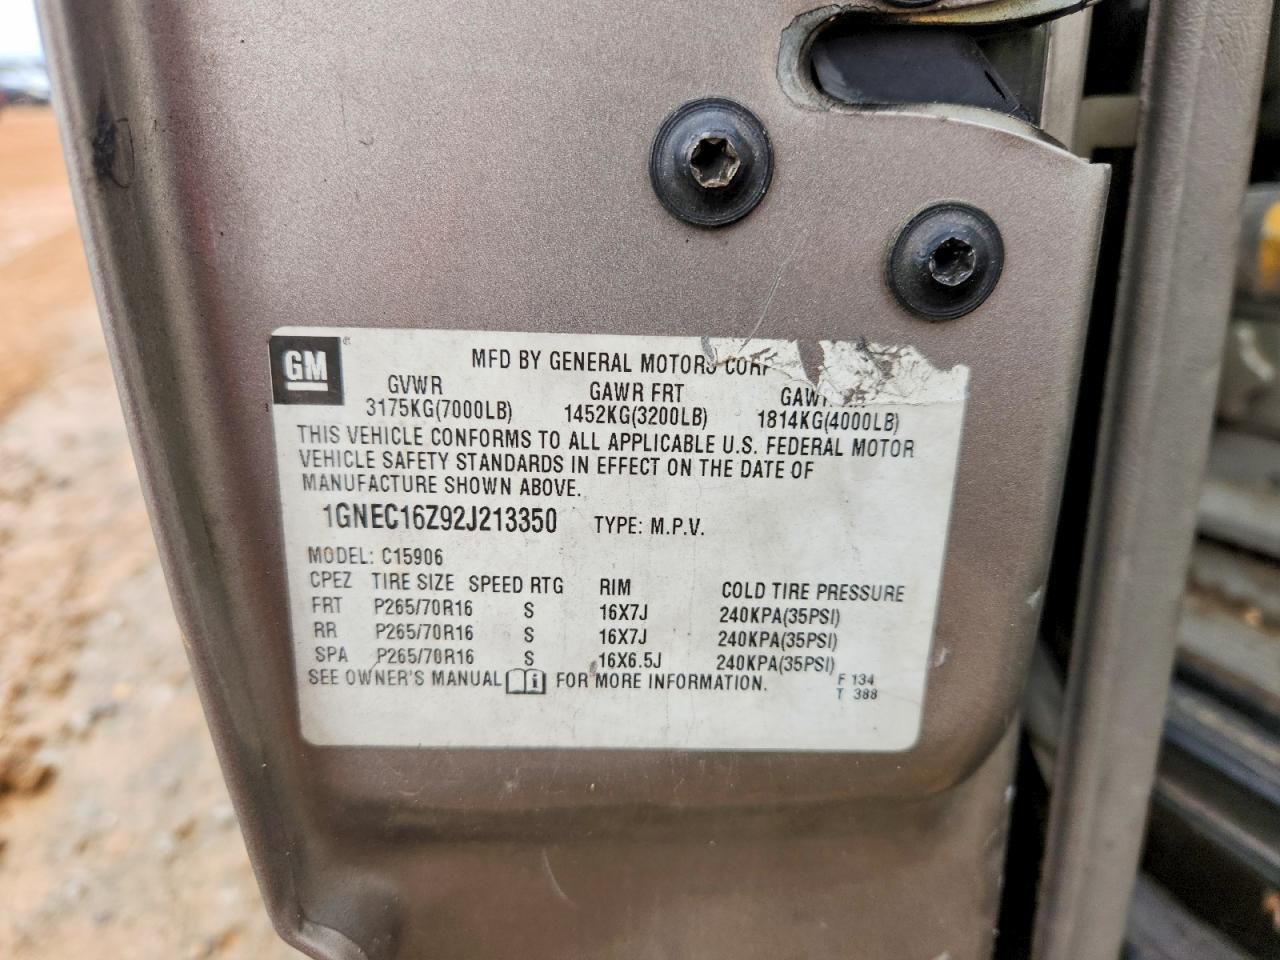 GM
MFD BY GENERAL MOTORS CORP
GVWR GAWR FRT
3175KG(7000LB) 1452KG(3200LB) 1814KG(4000LB)
THIS VEHICLE CONFORMS TO ALL APPLICABLE U.S. FEDERAL MOTOR
VEHICLE SAFETY STANDARDS IN EFFECT ON THE DATE OF
MANUFACTURE SHOWN ABOVE.
1GNEC16Z92J213350 TYPE: M.P.V.
MODEL: C15906
CPEZ TIRE SIZE SPEED RTG RIM COLD TIRE PRESSURE
FRT P265/70R16 S 16X7J 240KPA(35PSI)
RR P265/70R16 S 16X7J 240KPA(35PSI)
SPA P265/70R16 S 16X6.5J 240KPA(35PSI)
SEE OWNER'S MANUAL FOR MORE INFORMATION.
F 134
T 388